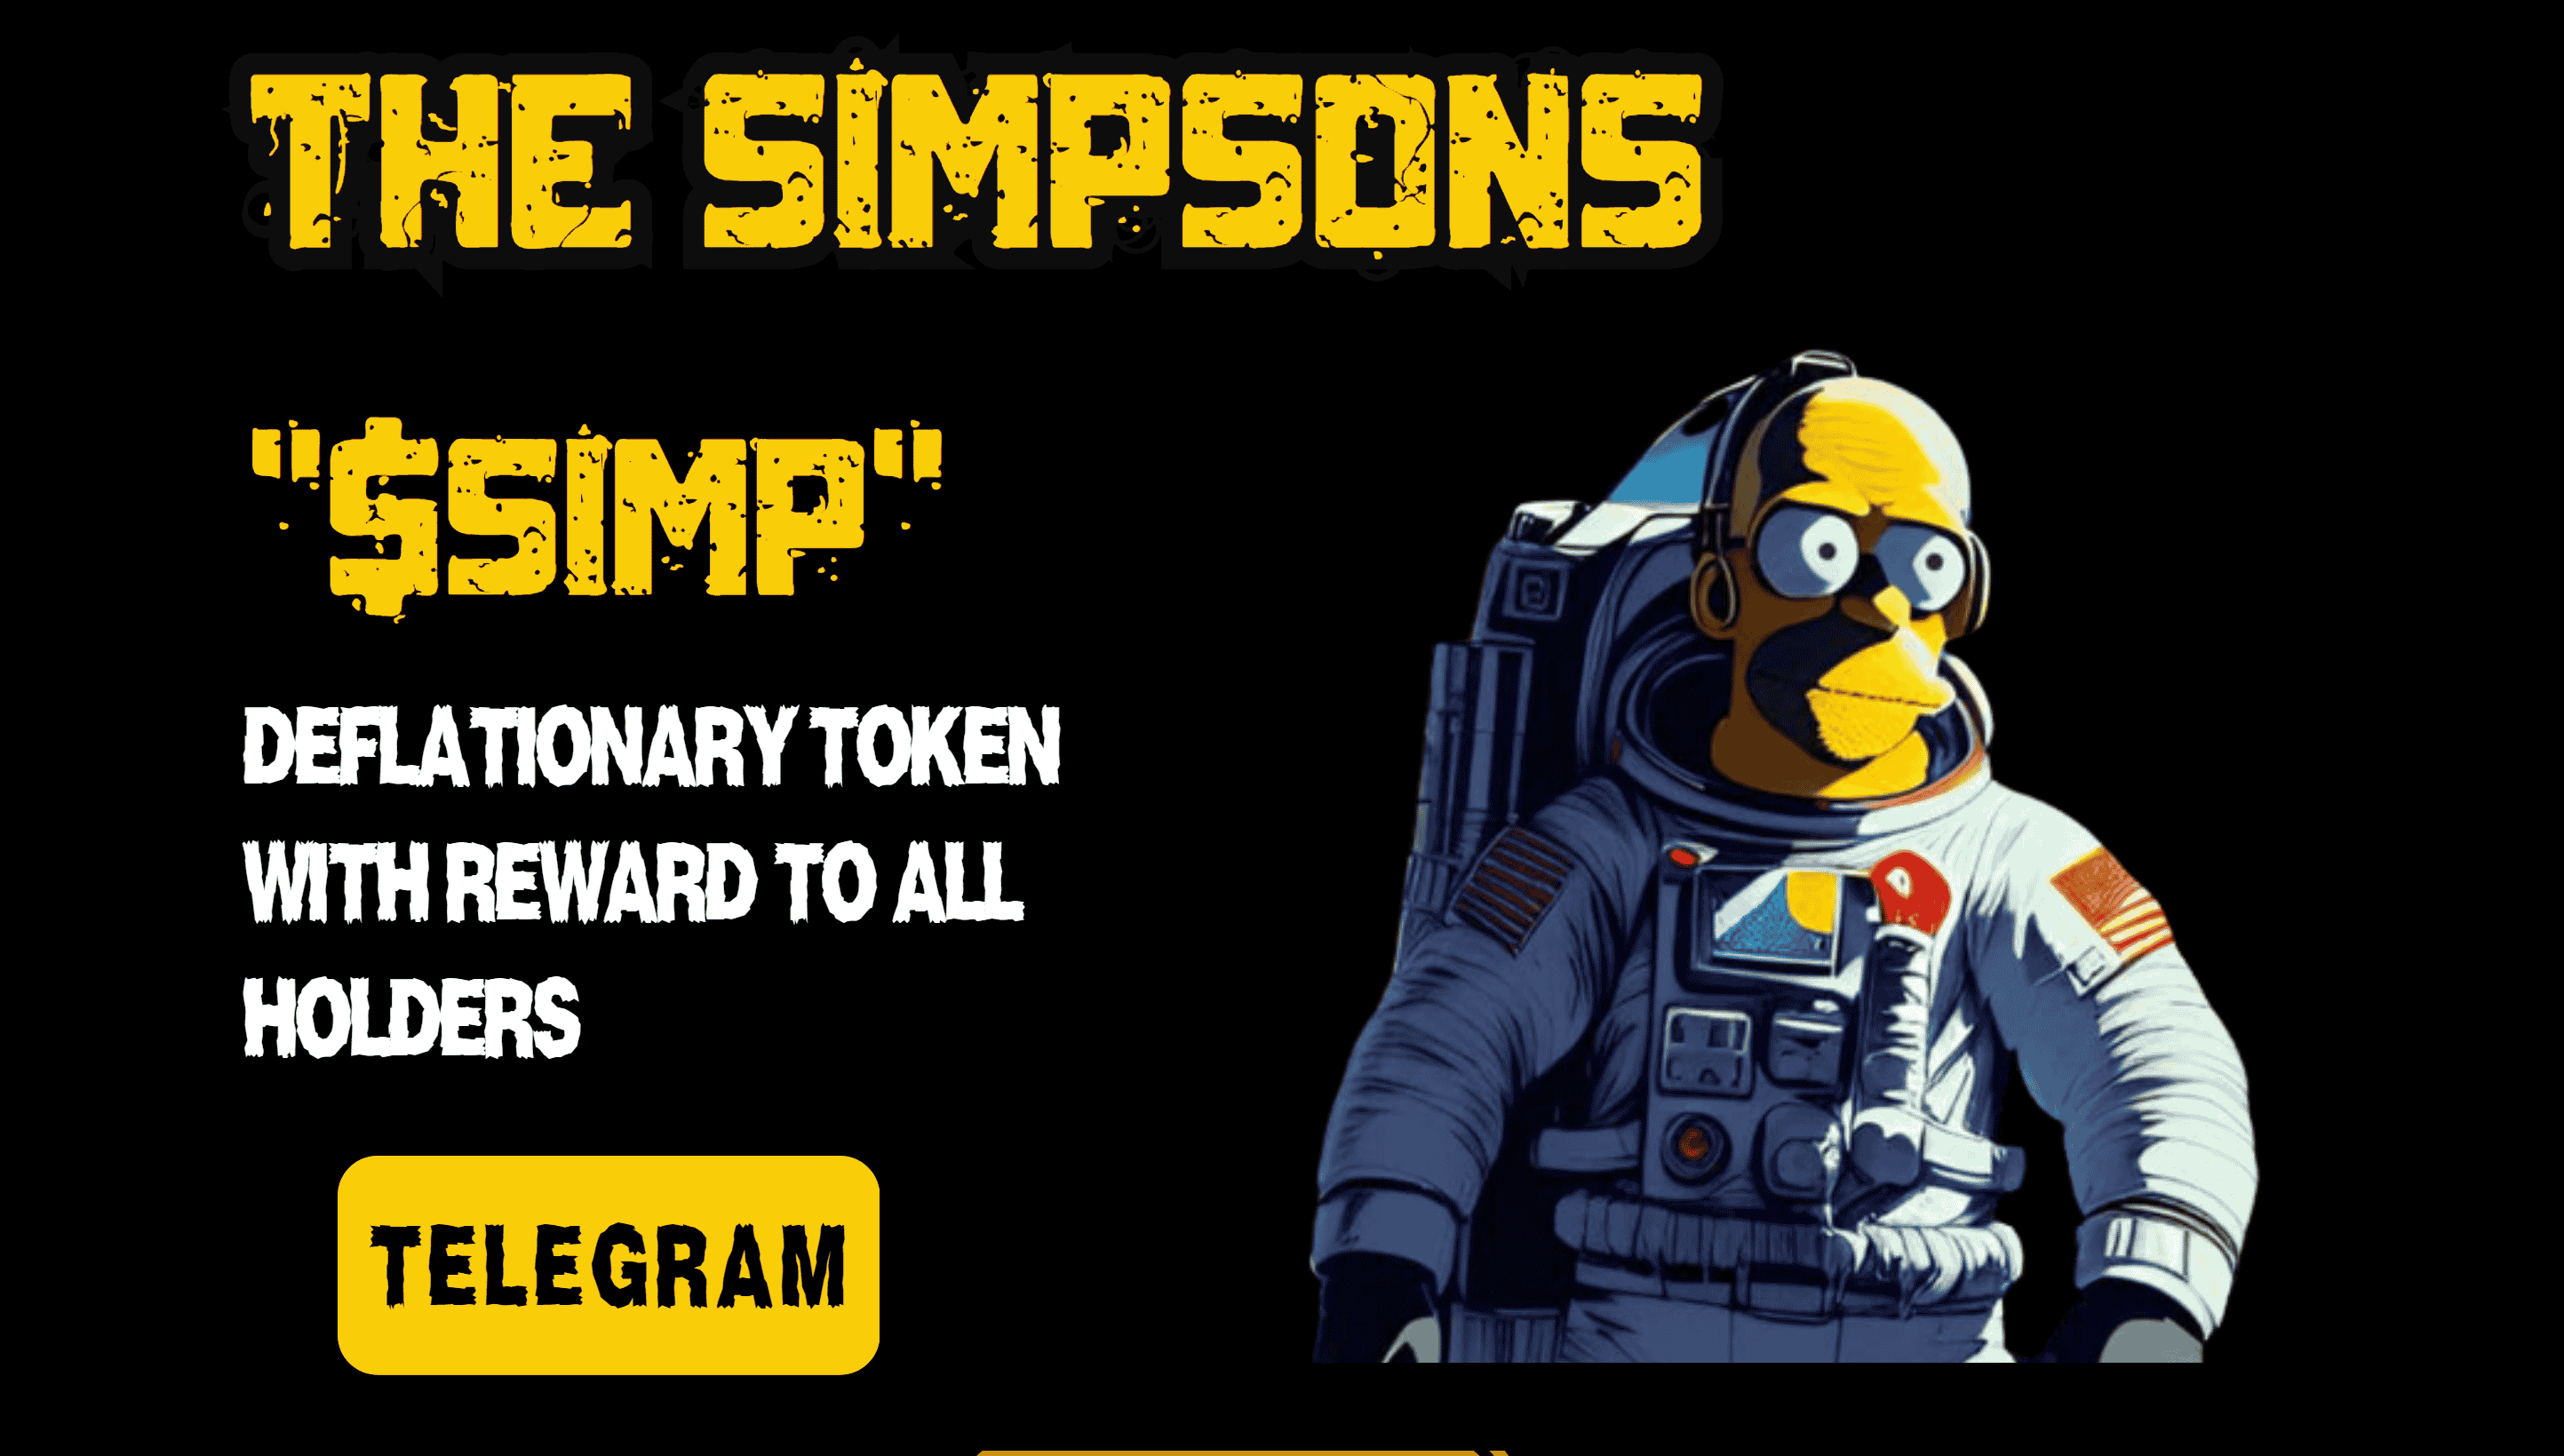 THE SIMPSONS
"$SIMP"
DEFLATIONARY TOKEN
WITH REWARD TO ALL
HOLDERS
TELEGRAM